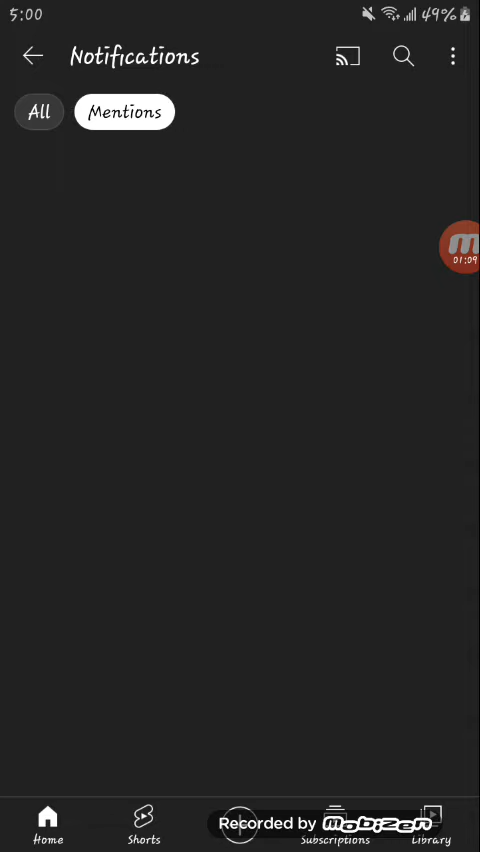 5:00
49%
Notifications
All
Mentions
M
01:09
Recorded by Mobizen
Home
Shorts
Subscriptions
Library